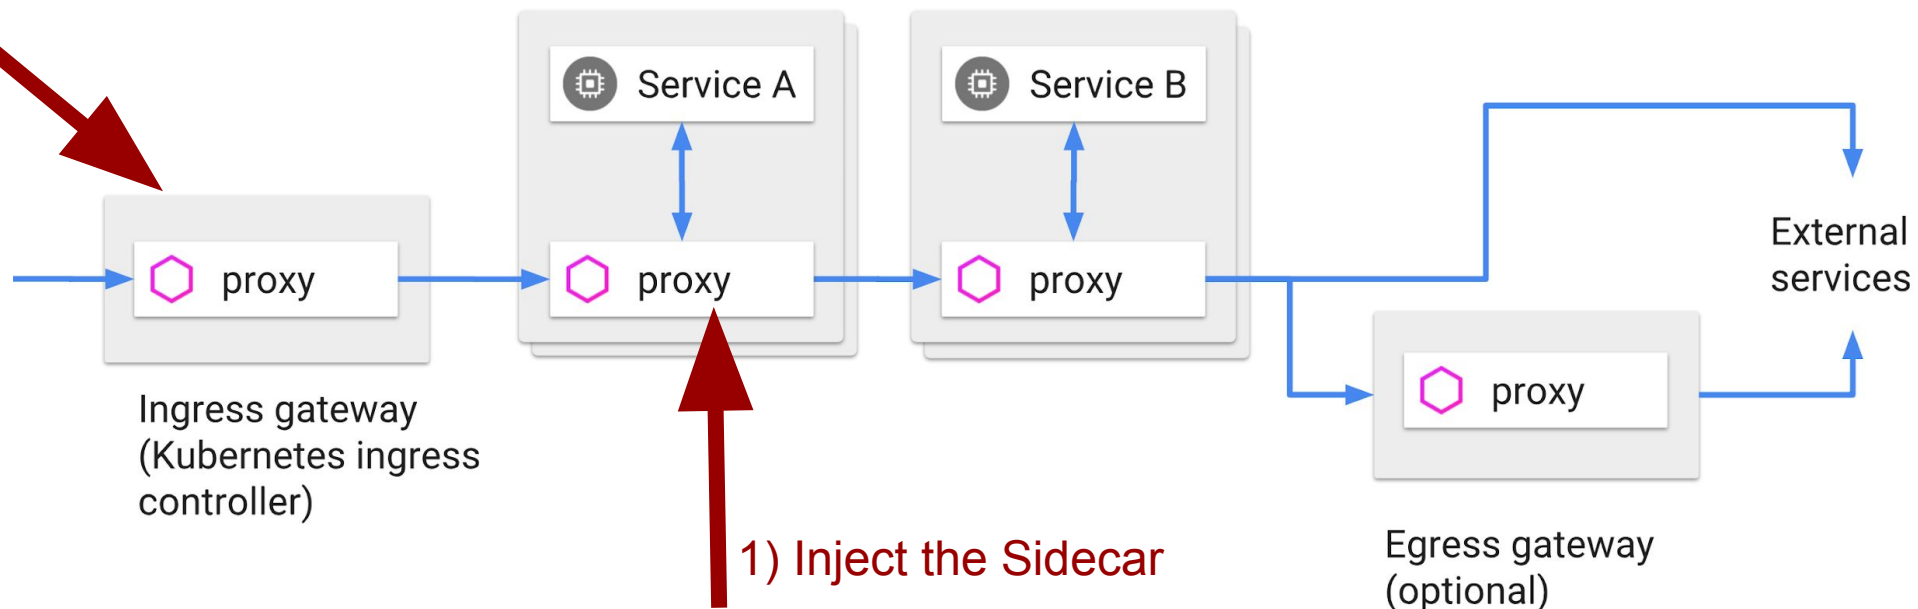 Service A
Service B
proxy
proxy
proxy
External
services
proxy
Ingress gateway
(Kubernetes ingress
controller)
1) Inject the Sidecar
Egress gateway
(optional)